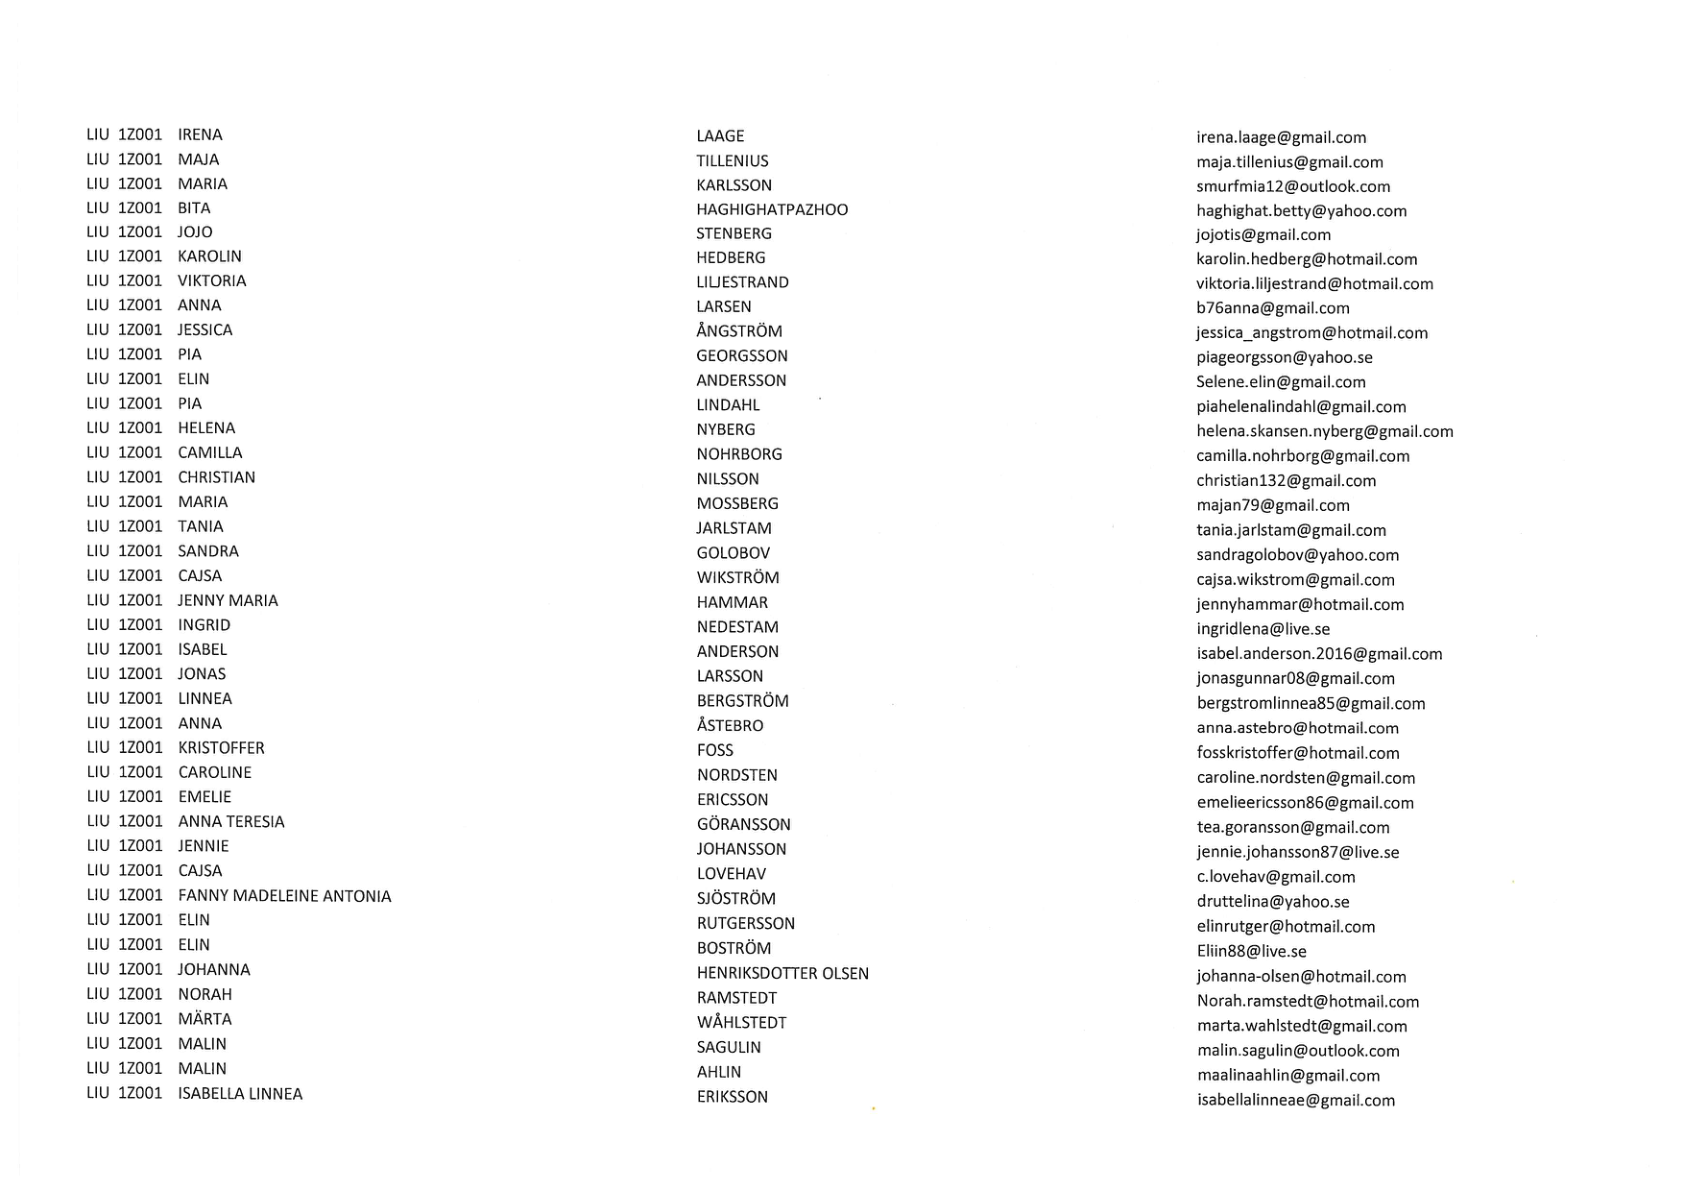 LIU 1Z001 IRENA LAAGE irena.laage@gmail.com
LIU 1Z001 MAJA TILLENIUS maja.tillenius@gmail.com
LIU 1Z001 MARIA KARLSSON smurfmia12@outlook.com
LIU 1Z001 BITA HAGHIGHATPAZHOO haghighat.betty@yahoo.com
LIU 1Z001 JOJO STENBERG jojotis@gmail.com
LIU 1Z001 KAROLIN HEDBERG karolin.hedberg@hotmail.com
LIU 1Z001 VIKTORIA LILJESTRAND viktoria.liljestrand@hotmail.com
LIU 1Z001 ANNA LARSEN b76anna@gmail.com
LIU 1Z001 JESSICA ÅNGSTRÖM jessica_angstrom@hotmail.com
LIU 1Z001 PIA GEORGSSON piageorgsson@yahoo.se
LIU 1Z001 ELIN ANDERSSON Selene.elin@gmail.com
LIU 1Z001 PIA LINDAHL piahelenalindahl@gmail.com
LIU 1Z001 HELENA NYBERG helena.skansen.nyberg@gmail.com
LIU 1Z001 CAMILLA NOHRBORG camilla.nohrborg@gmail.com
LIU 1Z001 CHRISTIAN NILSSON christian132@gmail.com
LIU 1Z001 MARIA MOSSBERG majan79@gmail.com
LIU 1Z001 TANIA JARLSTAM tania.jarlstam@gmail.com
LIU 1Z001 SANDRA GOLOBOV sandragolobov@yahoo.com
LIU 1Z001 CAJSA WIKSTRÖM cajsa.wikstrom@gmail.com
LIU 1Z001 JENNY MARIA HAMMAR jennyhammar@hotmail.com
LIU 1Z001 INGRID NEDESTAM ingridlena@live.se
LIU 1Z001 ISABEL ANDERSON isabel.anderson.2016@gmail.com
LIU 1Z001 JONAS LARSSON jonasgunnar08@gmail.com
LIU 1Z001 LINNEA BERGSTRÖM bergstromlinnea85@gmail.com
LIU 1Z001 ANNA ÅSTEBRO anna.astebro@hotmail.com
LIU 1Z001 KRISTOFFER FOSS fosskristoffer@hotmail.com
LIU 1Z001 CAROLINE NORDSTEN caroline.nordsten@gmail.com
LIU 1Z001 EMELIE ERICSSON emelieericsson86@gmail.com
LIU 1Z001 ANNA TERESIA GÖRANSSON tea.goransson@gmail.com
LIU 1Z001 JENNIE JOHANSSON jennie.johansson87@live.se
LIU 1Z001 CAJSA LOVEHAV c.lovehav@gmail.com
LIU 1Z001 FANNY MADELEINE ANTONIA SJÖSTRÖM druttelina@yahoo.se
LIU 1Z001 ELIN RUTGERSSON elinrutger@hotmail.com
LIU 1Z001 ELIN BOSTRÖM Eliin88@live.se
LIU 1Z001 JOHANNA HENRIKSDOTTER OLSEN johanna-olsen@hotmail.com
LIU 1Z001 NORAH RAMSTEDT Norah.ramstedt@hotmail.com
LIU 1Z001 MÄRTA WÅHLSTEDT marta.wahlstedt@gmail.com
LIU 1Z001 MALIN SAGULIN malin.sagulin@outlook.com
LIU 1Z001 MALIN AHLIN maalinaahlin@gmail.com
LIU 1Z001 ISABELLA LINNEA ERIKSSON isabellalinneae@gmail.com